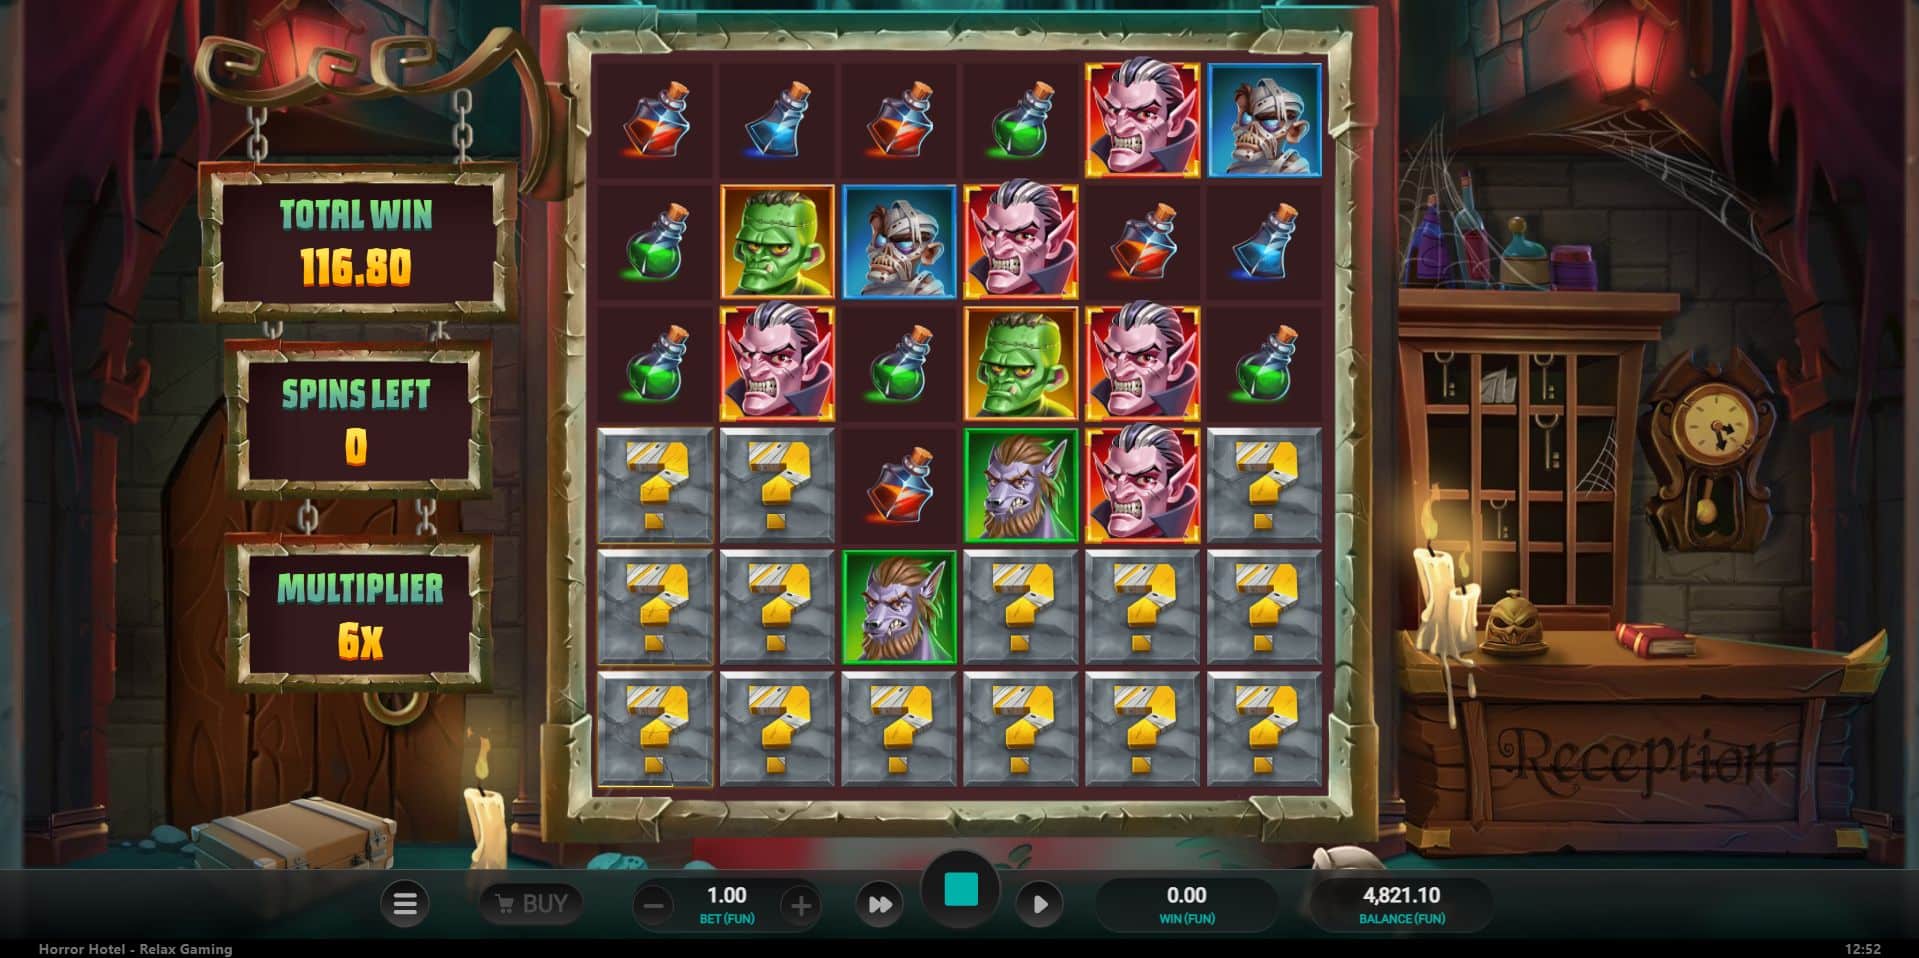 TOTAL WIN
116.80
SPINS LEFT
0
MULTIPLIER
6X
Reception
BUY
1.00
BET (FUN)
0.00
WIN (FUN)
4,821.10
BALANCE (FUN)
Horror Hotel - Relax Gaming
12:52